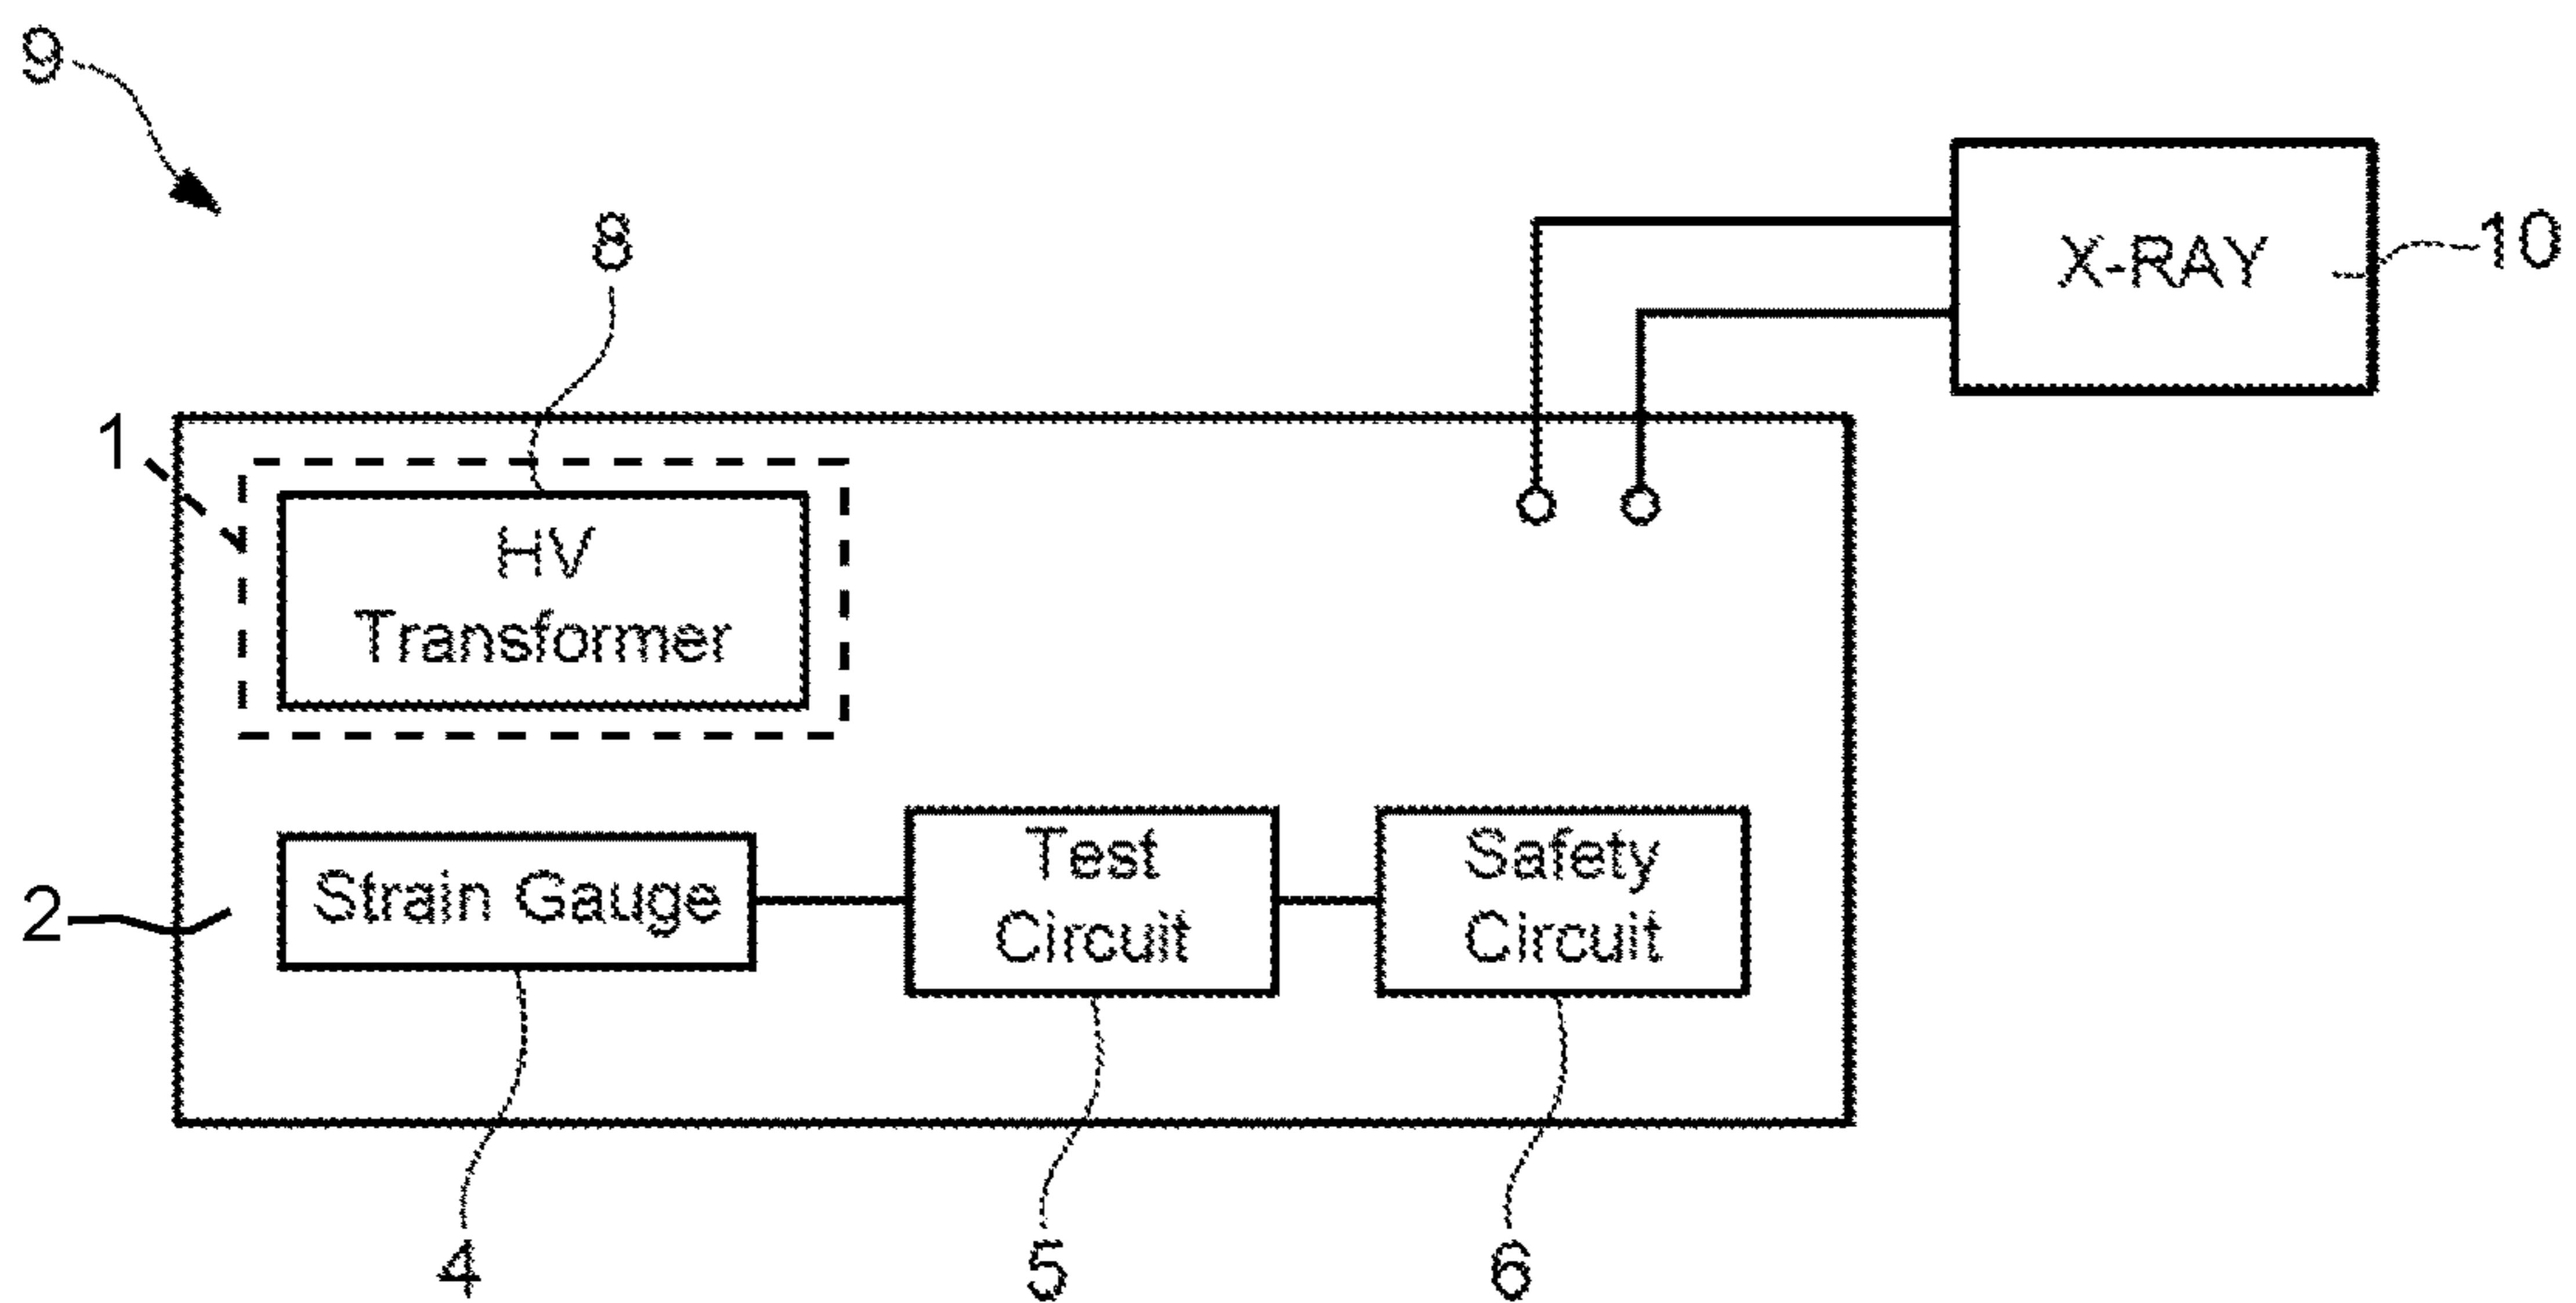 9
8
X-RAY
10
1
HV
Transformer
2
Strain Gauge
Test
Circuit
Safety
Circuit
4
5
6